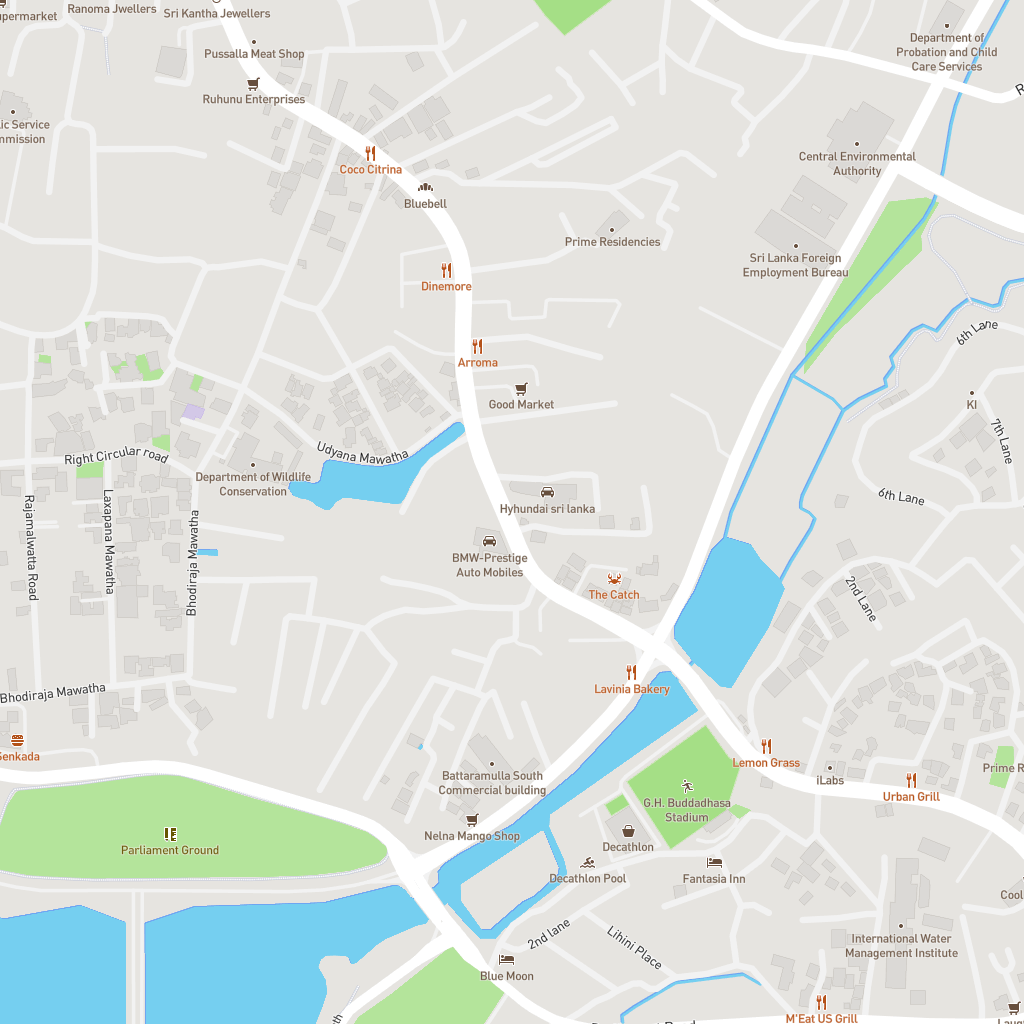 Ranoma Jwellers
Sri Kantha Jewellers
Pussalla Meat Shop
Ruhunu Enterprises
Department of
Probation and Child
Care Services
Coco Citrina
Bluebell
Central Environmental
Authority
Prime Residencies
Sri Lanka Foreign
Employment Bureau
Dinemore
Arroma
Good Market
6th Lane
KI
7th Lane
6th Lane
Right Circular road
Udyana Mawatha
Department of Wildlife
Conservation
Hyhundai sri lanka
Rajamalwatta Road
Laxapana Mawatha
Bhodiraja Mawatha
BMW-Prestige
Auto Mobiles
The Catch
2nd Lane
Lavinia Bakery
Bhodiraja Mawatha
Senkada
Lemon Grass
iLabs
Urban Grill
Prime R
Battaramulla South
Commercial building
G.H. Buddadhasa
Stadium
Nelna Mango Shop
Decathlon
Parliament Ground
Decathlon Pool
Fantasia Inn
Cool
2nd lane
Lihini Place
International Water
Management Institute
Blue Moon
M'Eat US Grill